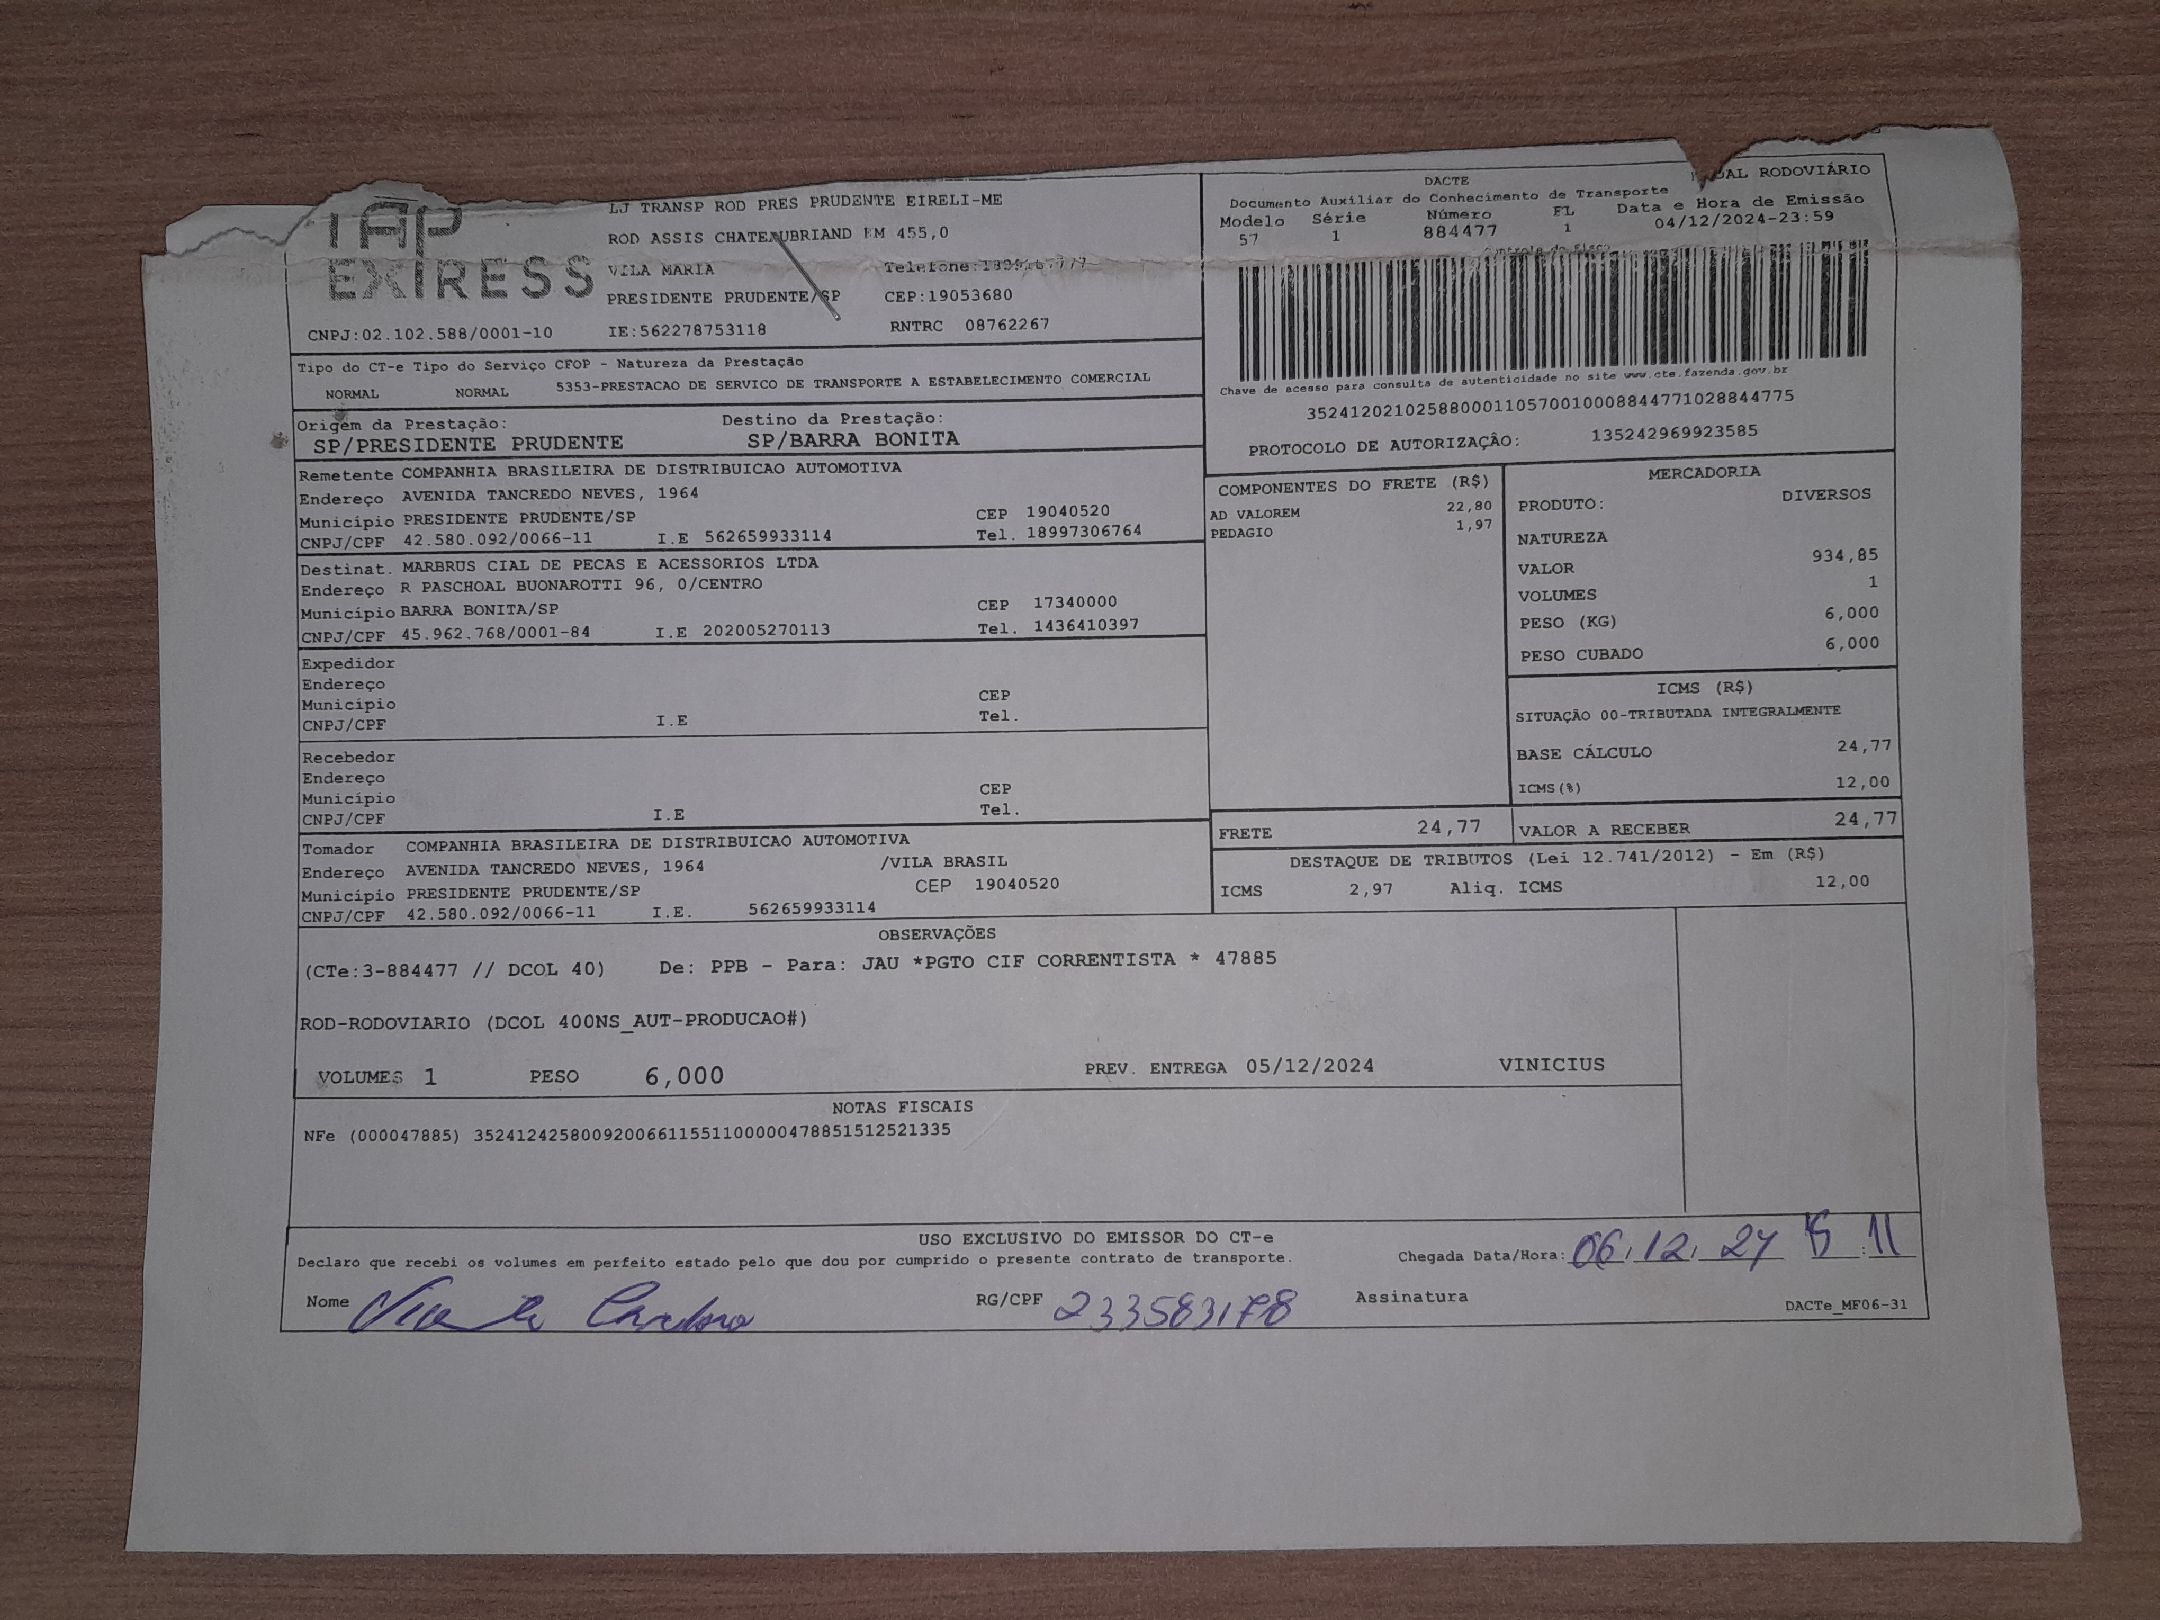 EXPRESS
CNPJ:02.102.588/0001-10
LJ TRANSP ROD PRES PRUDENTE EIRELI-ME
ROD ASSIS CHATEAUBRIAND KM 455,0
VILA MARIA
PRESIDENTE PRUDENTE/SP CEP:19053680
IE:562278753118 RNTRC 08762267
DACTE
RODOVIÁRIO
Documento Auxiliar do Conhecimento de Transporte
Modelo Série Número FL Data e Hora de Emissão
57 1 884477 1 04/12/2024-23:59
Controle do Fisco
Chave de acesso para consulta de autenticidade no site www.cte.fazenda.gov.br
35241202102588000110570010008844771028844775
PROTOCOLO DE AUTORIZAÇÂO: 135242969923585
Tipo do CT-e Tipo do Serviço CFOP - Natureza da Prestação
NORMAL NORMAL 5353-PRESTACAO DE SERVICO DE TRANSPORTE A ESTABELECIMENTO COMERCIAL
Origem da Prestação: Destino da Prestação:
SP/PRESIDENTE PRUDENTE SP/BARRA BONITA
Remetente COMPANHIA BRASILEIRA DE DISTRIBUICAO AUTOMOTIVA
Endereço AVENIDA TANCREDO NEVES, 1964
Município PRESIDENTE PRUDENTE/SP CEP 19040520
CNPJ/CPF 42.580.092/0066-11 I.E 562659933114 Tel. 18997306764
Destinat. MARBRUS CIAL DE PECAS E ACESSORIOS LTDA
Endereço R PASCHOAL BUONAROTTI 96, 0/CENTRO
Município BARRA BONITA/SP CEP 17340000
CNPJ/CPF 45.962.768/0001-84 I.E 202005270113 Tel. 1436410397
Expedidor
Endereço
Município CEP
CNPJ/CPF I.E Tel.
Recebedor
Endereço
Município CEP
CNPJ/CPF I.E Tel.
Tomador COMPANHIA BRASILEIRA DE DISTRIBUICAO AUTOMOTIVA
Endereço AVENIDA TANCREDO NEVES, 1964 /VILA BRASIL
Município PRESIDENTE PRUDENTE/SP CEP 19040520
CNPJ/CPF 42.580.092/0066-11 I.E. 562659933114
COMPONENTES DO FRETE (R$)
AD VALOREM 22,80
PEDAGIO 1,97
MERCADORIA
PRODUTO: DIVERSOS
NATUREZA
VALOR 934,85
VOLUMES 1
PESO (KG) 6,000
PESO CUBADO 6,000
ICMS (R$)
SITUAÇÃO 00-TRIBUTADA INTEGRALMENTE
BASE CÁLCULO 24,77
ICMS(%) 12,00
FRETE 24,77 VALOR A RECEBER 24,77
DESTAQUE DE TRIBUTOS (Lei 12.741/2012) - Em (R$)
ICMS 2,97 Aliq. ICMS 12,00
OBSERVAÇÕES
(CTe:3-884477 // DCOL 40) De: PPB - Para: JAU *PGTO CIF CORRENTISTA * 47885
ROD-RODOVIARIO (DCOL 400NS_AUT-PRODUCAO#)
VOLUMES 1 PESO 6,000 PREV. ENTREGA 05/12/2024 VINICIUS
NOTAS FISCAIS
NFe (000047885) 35241242580092006611551100000478851512521335
USO EXCLUSIVO DO EMISSOR DO CT-e
Declaro que recebi os volumes em perfeito estado pelo que dou por cumprido o presente contrato de transporte. Chegada Data/Hora: 06.12.24 15:11
Nome RG/CPF 233583178 Assinatura
DACTe_MF06-31